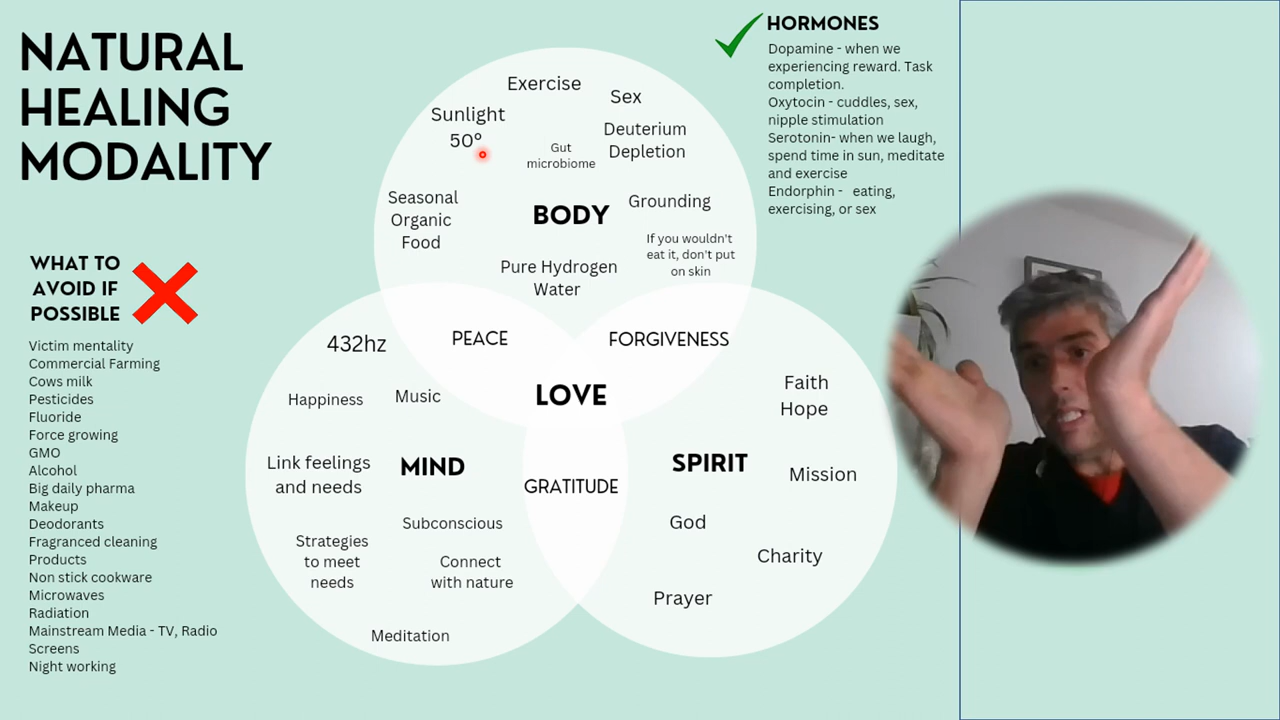 NATURAL
HEALING
MODALITY
WHAT TO
AVOID IF
POSSIBLE
Victim mentality
Commercial Farming
Cows milk
Pesticides
Fluoride
Force growing
GMO
Alcohol
Big daily pharma
Makeup
Deodorants
Fragranced cleaning
Products
Non stick cookware
Microwaves
Radiation
Mainstream Media - TV, Radio
Screens
Night working
Exercise
Sex
Sunlight
50°
Deuterium
Depletion
Gut
microbiome
Seasonal
Organic
Food
BODY
Grounding
If you wouldn't
eat it, don't put
on skin
Pure Hydrogen
Water
PEACE
FORGIVENESS
LOVE
432hz
Happiness
Music
Link feelings
and needs
MIND
GRATITUDE
Subconscious
Strategies
to meet
needs
Connect
with nature
Meditation
Faith
Hope
SPIRIT
Mission
God
Charity
Prayer
HORMONES
Dopamine - when we
experiencing reward. Task
completion.
Oxytocin - cuddles, sex,
nipple stimulation
Serotonin- when we laugh,
spend time in sun, meditate
and exercise
Endorphin - eating,
exercising, or sex